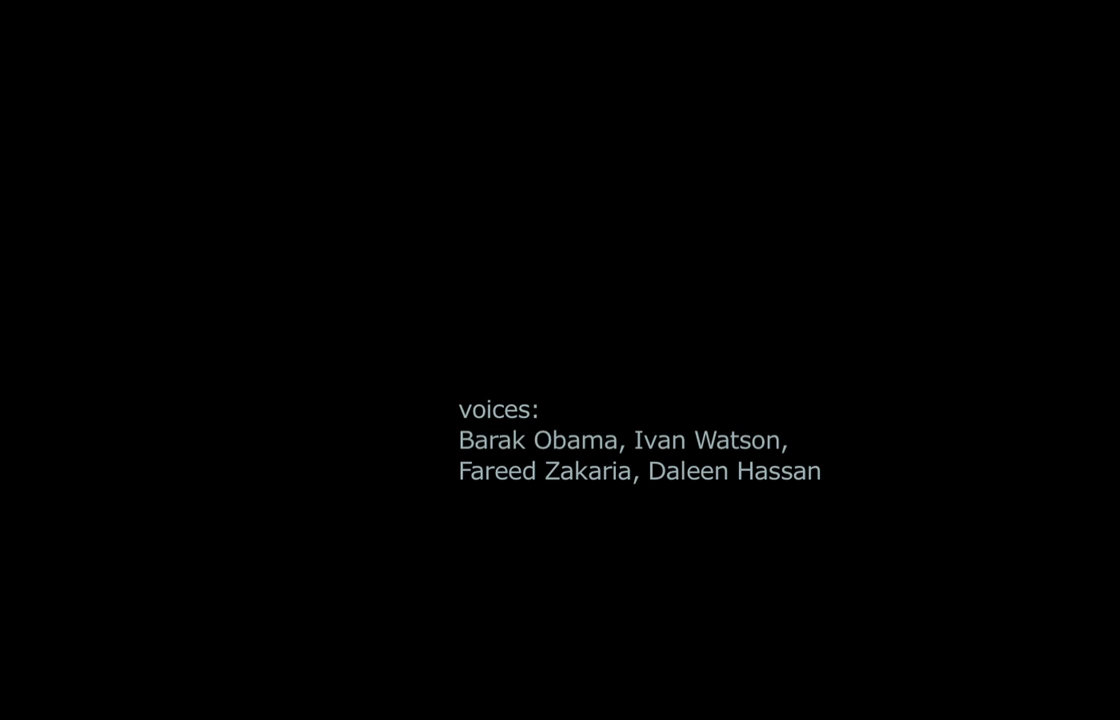 voices:
Barak Obama, Ivan Watson,
Fareed Zakaria, Daleen Hassan